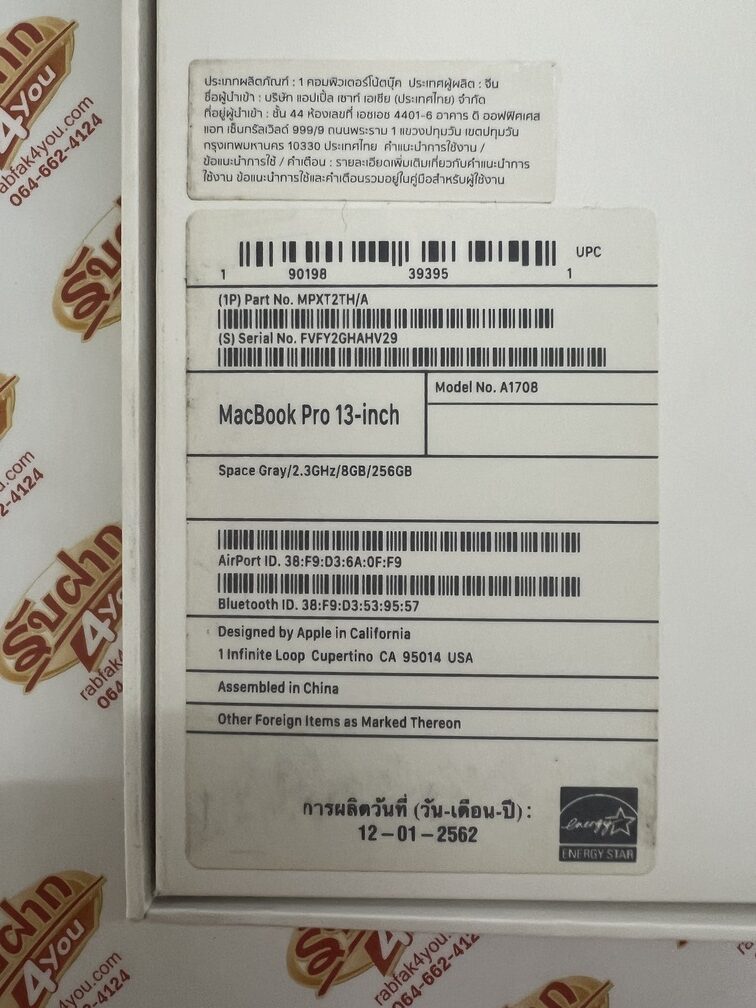 ประเภทผลิตภัณฑ์ : 1 คอมพิวเตอร์โน้ตบุ๊ค ประเทศผู้ผลิต : จีน
ชื่อผู้นำเข้า : บริษัท แอปเปิ้ล เซาท์ เอเชีย (ประเทศไทย) จำกัด
ที่อยู่ผู้นำเข้า : ชั้น 44 ห้องเลขที่ เอชเอช 4401-6 อาคาร ดิ ออฟฟิศเศส
แอท เซ็นทรัลเวิลด์ 999/9 ถนนพระราม 1 แขวงปทุมวัน เขตปทุมวัน
กรุงเทพมหานคร 10330 ประเทศไทย คำแนะนำการใช้งาน /
ข้อแนะนำการใช้ / คำเตือน : รายละเอียดเพิ่มเติมเกี่ยวกับคำแนะนำการ
ใช้งาน ข้อแนะนำการใช้และคำเตือนรวมอยู่ในคู่มือสำหรับผู้ใช้งาน
UPC
1 90198 39395 1
(1P) Part No. MPXT2TH/A
(S) Serial No. FVFY2GHAHV29
MacBook Pro 13-inch
Model No. A1708
Space Gray/2.3GHz/8GB/256GB
AirPort ID. 38:F9:D3:6A:0F:F9
Bluetooth ID. 38:F9:D3:53:95:57
Designed by Apple in California
1 Infinite Loop Cupertino CA 95014 USA
Assembled in China
Other Foreign Items as Marked Thereon
การผลิตวันที่ (วัน-เดือน-ปี) :
12-01-2562
energy
ENERGY STAR
4you
rabfak4you.com
064-662-4124
รับฝาก
4you
rabfak4
064
รับฝาก
4you
rabfak4you.com
064-662-412
4you
you.com
662-4124